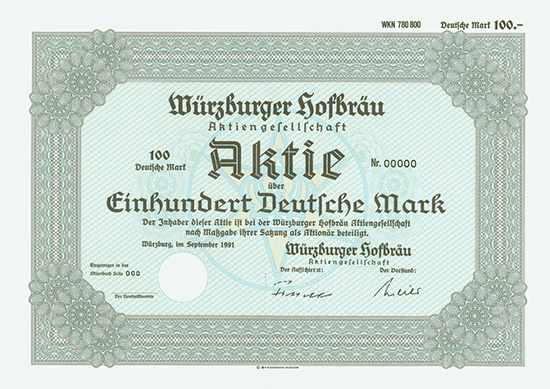 WKN 780 800 Deutsche Mark 100.–
Würzburger Hofbräu
Aktiengesellschaft
100
Deutsche Mark
Aktie
Nr. 00000
über
Einhundert Deutsche Mark
Der Inhaber dieser Aktie ist bei der Würzburger Hofbräu Aktiengesellschaft
nach Maßgabe ihrer Satzung als Aktionär beteiligt.
Würzburg, im September 1991
Würzburger Hofbräu
Aktiengesellschaft
Eingetragen in das
Aktienbuch Seite 000
Der Aufsichtsrat: Der Vorstand:
Der Kontrollbeamte